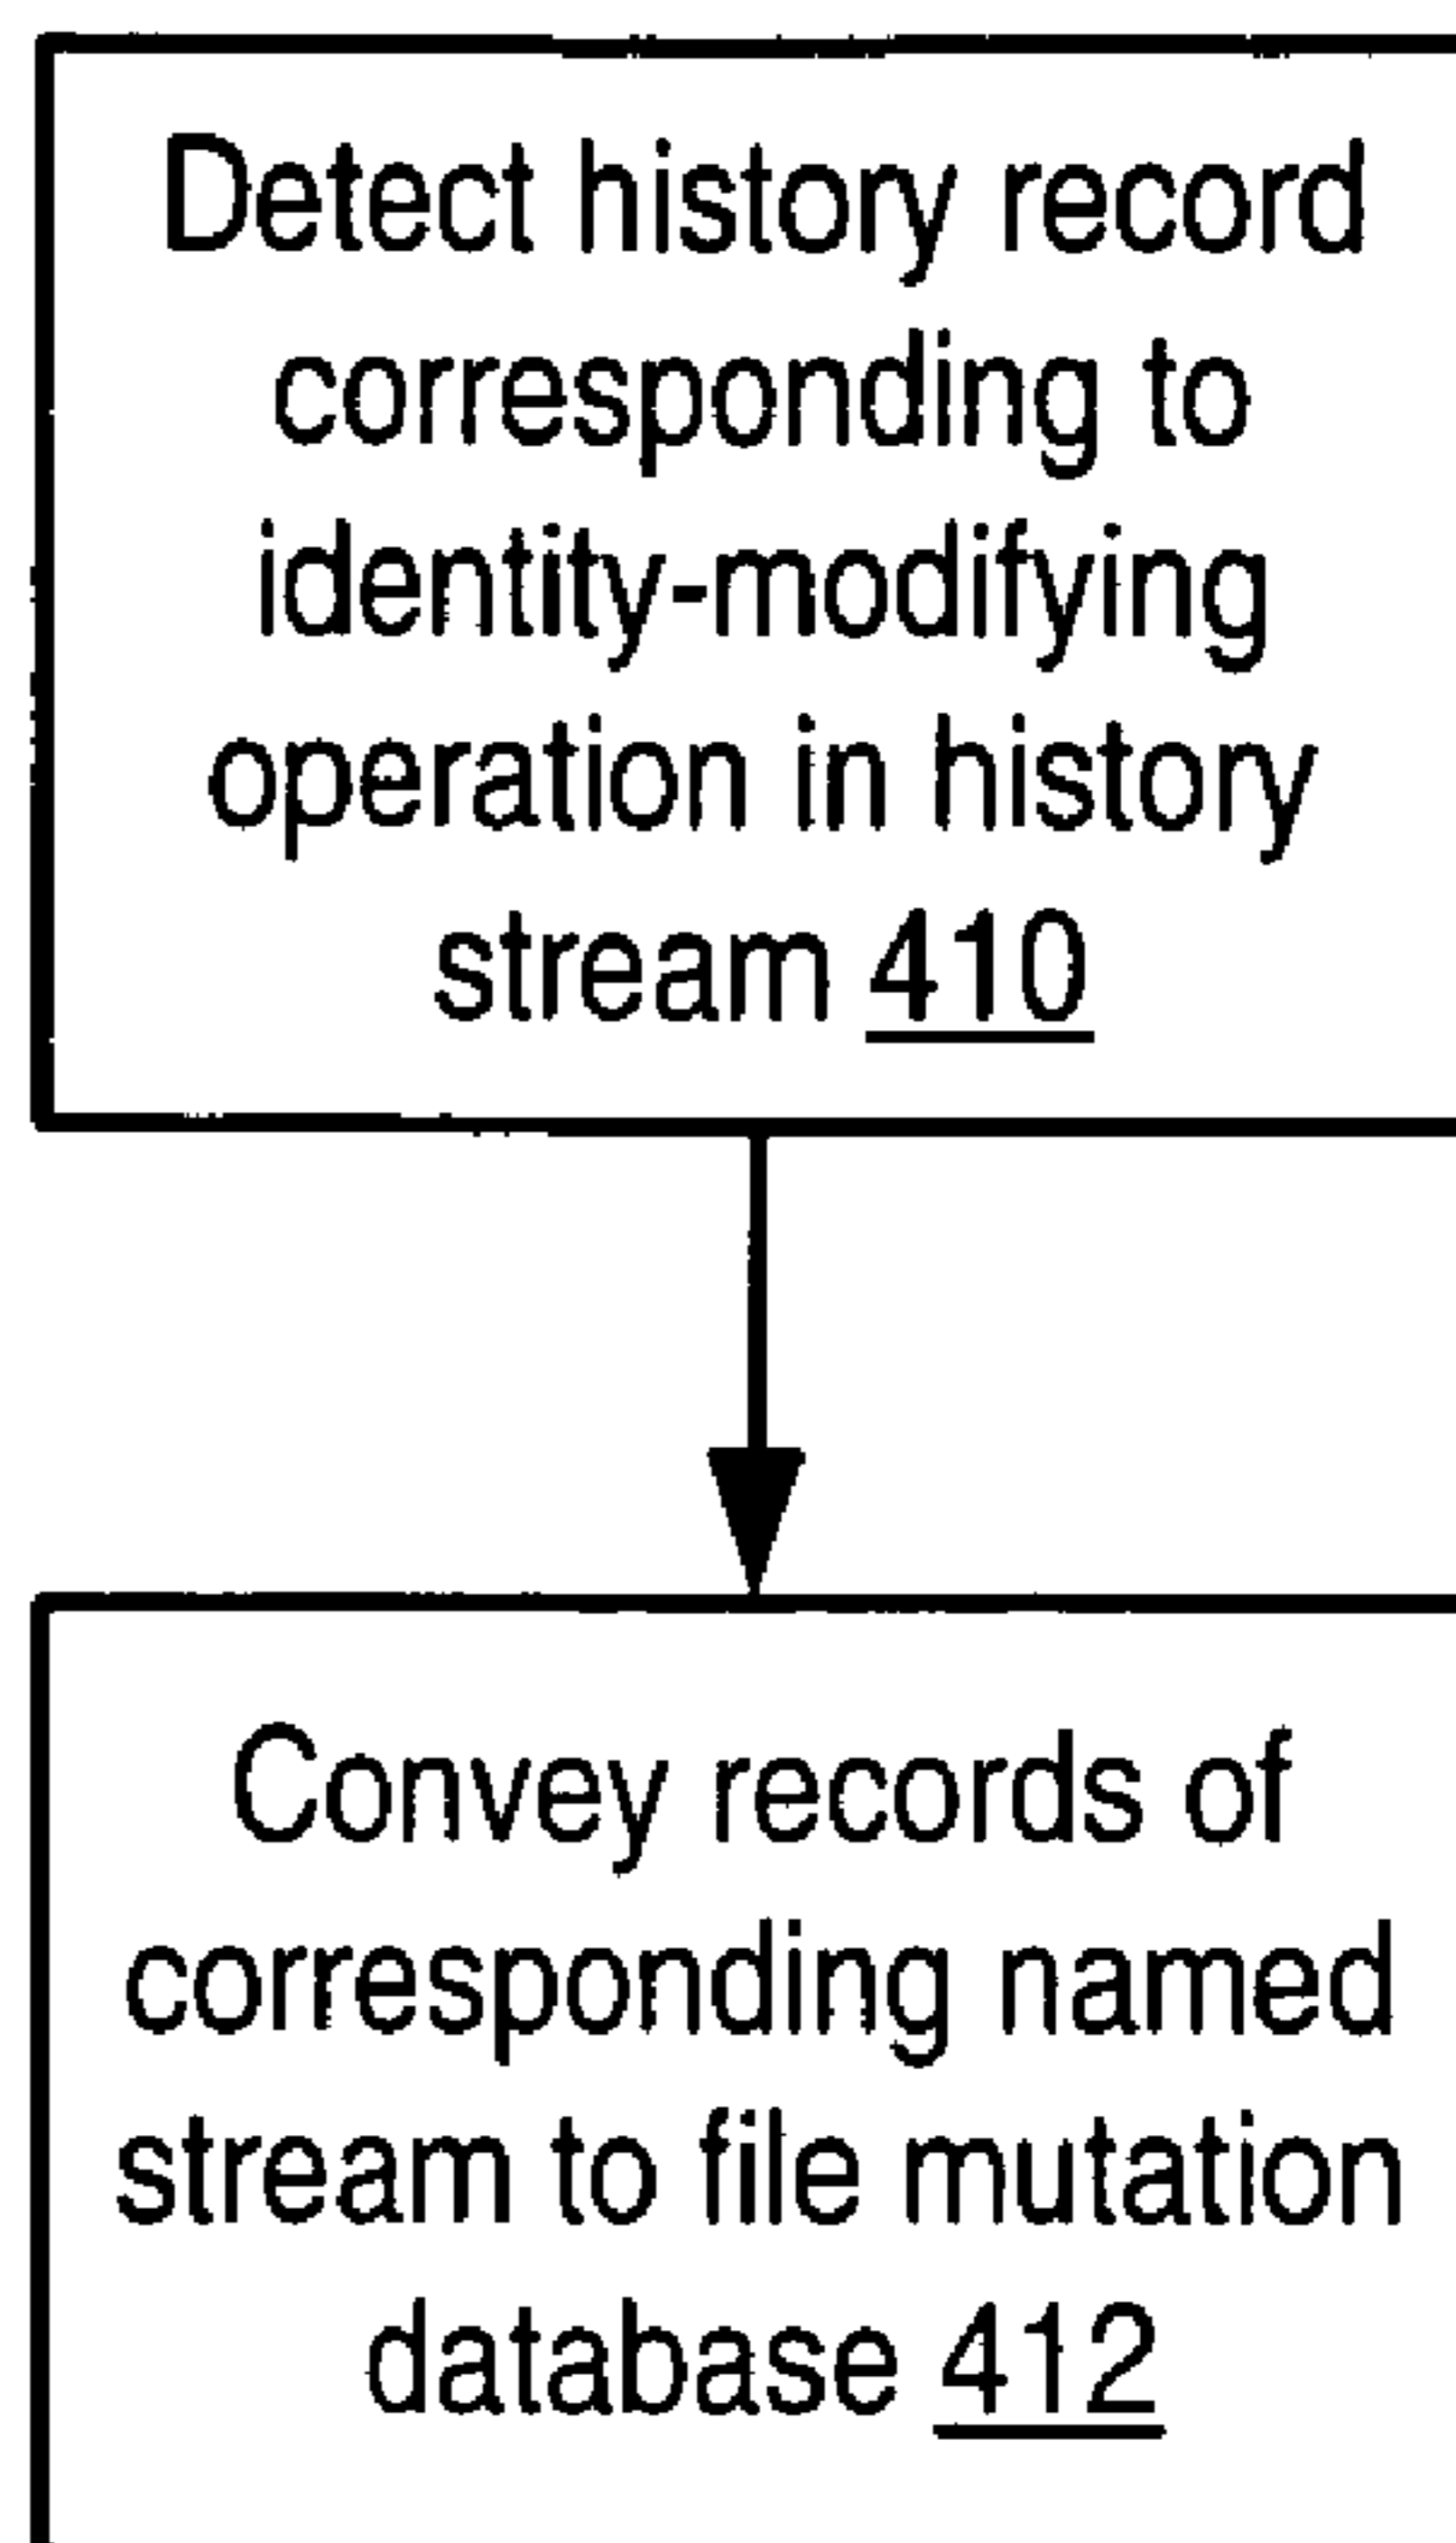 Detect history record
corresponding to
identity-modifying
operation in history
stream 410
Convey records of
corresponding named
stream to file mutation
database 412